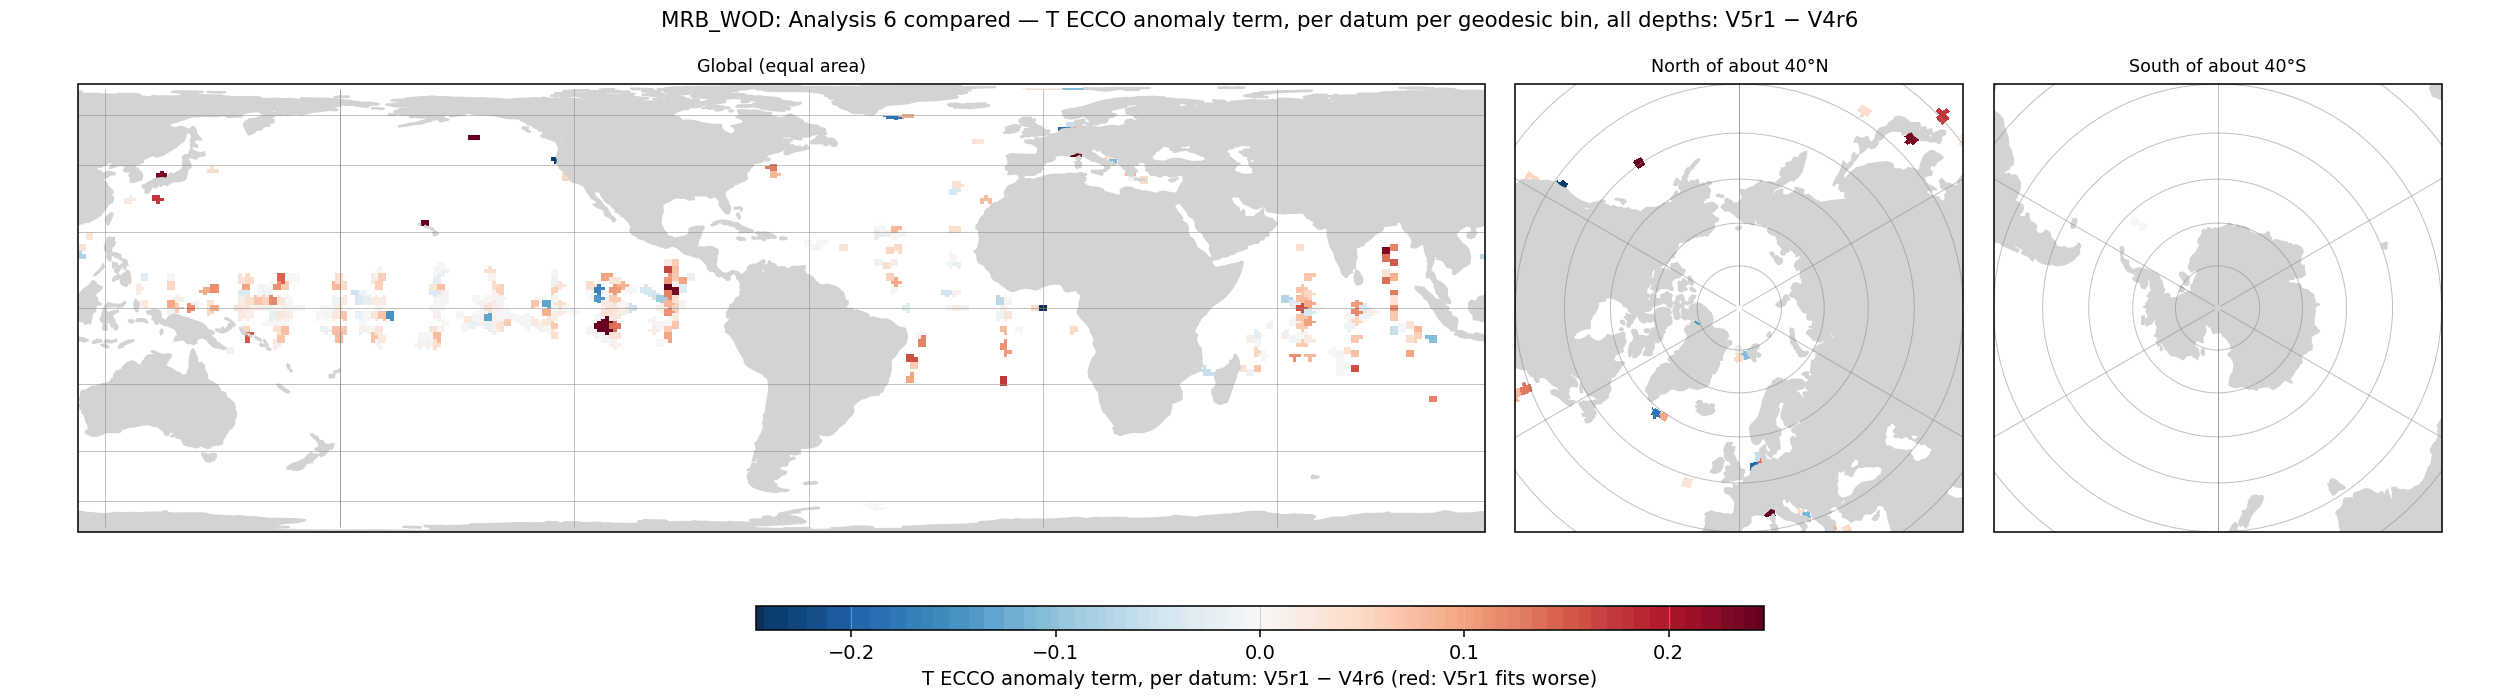 MRB_WOD: Analysis 6 compared — T ECCO anomaly term, per datum per geodesic bin, all depths: V5r1 − V4r6
Global (equal area)
North of about 40°N
South of about 40°S
−0.2
−0.1
0.0
0.1
0.2
T ECCO anomaly term, per datum: V5r1 − V4r6 (red: V5r1 fits worse)